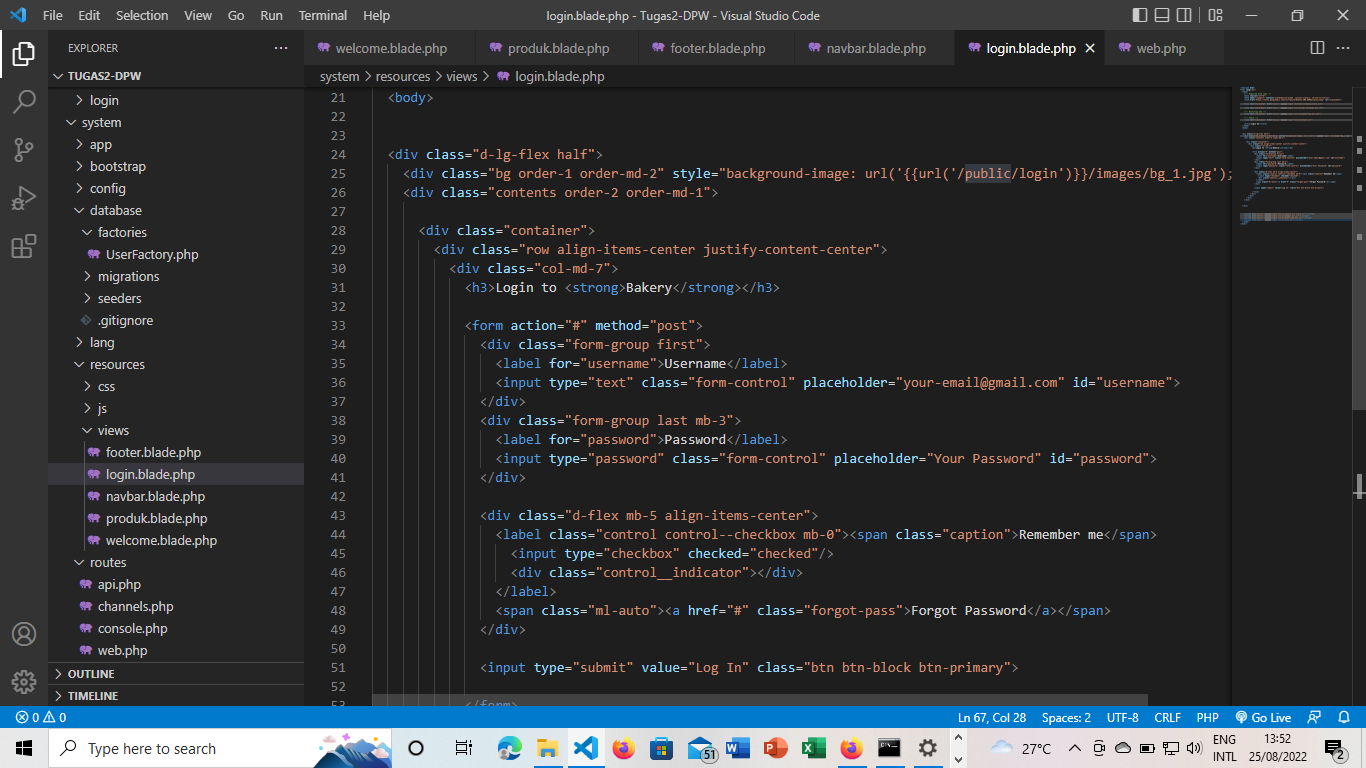 File Edit Selection View Go Run Terminal Help login.blade.php - Tugas2-DPW - Visual Studio Code
EXPLORER
TUGAS2-DPW
login
system
app
bootstrap
config
database
factories
UserFactory.php
migrations
seeders
.gitignore
lang
resources
css
js
views
footer.blade.php
login.blade.php
navbar.blade.php
produk.blade.php
welcome.blade.php
routes
api.php
channels.php
console.php
web.php
OUTLINE
TIMELINE
welcome.blade.php produk.blade.php footer.blade.php navbar.blade.php login.blade.php web.php
system > resources > views > login.blade.php
21 <body>
22
23
24 <div class="d-lg-flex half">
25 <div class="bg order-1 order-md-2" style="background-image: url('{{url('/public/login')}}/images/bg_1.jpg');
26 <div class="contents order-2 order-md-1">
27
28 <div class="container">
29 <div class="row align-items-center justify-content-center">
30 <div class="col-md-7">
31 <h3>Login to <strong>Bakery</strong></h3>
32
33 <form action="#" method="post">
34 <div class="form-group first">
35 <label for="username">Username</label>
36 <input type="text" class="form-control" placeholder="your-email@gmail.com" id="username">
37 </div>
38 <div class="form-group last mb-3">
39 <label for="password">Password</label>
40 <input type="password" class="form-control" placeholder="Your Password" id="password">
41 </div>
42
43 <div class="d-flex mb-5 align-items-center">
44 <label class="control control--checkbox mb-0"><span class="caption">Remember me</span>
45 <input type="checkbox" checked="checked"/>
46 <div class="control__indicator"></div>
47 </label>
48 <span class="ml-auto"><a href="#" class="forgot-pass">Forgot Password</a></span>
49 </div>
50
51 <input type="submit" value="Log In" class="btn btn-block btn-primary">
52
53 </form>
0 0 Ln 67, Col 28 Spaces: 2 UTF-8 CRLF PHP Go Live
Type here to search 51 27°C ENG INTL 13:52 25/08/2022 2